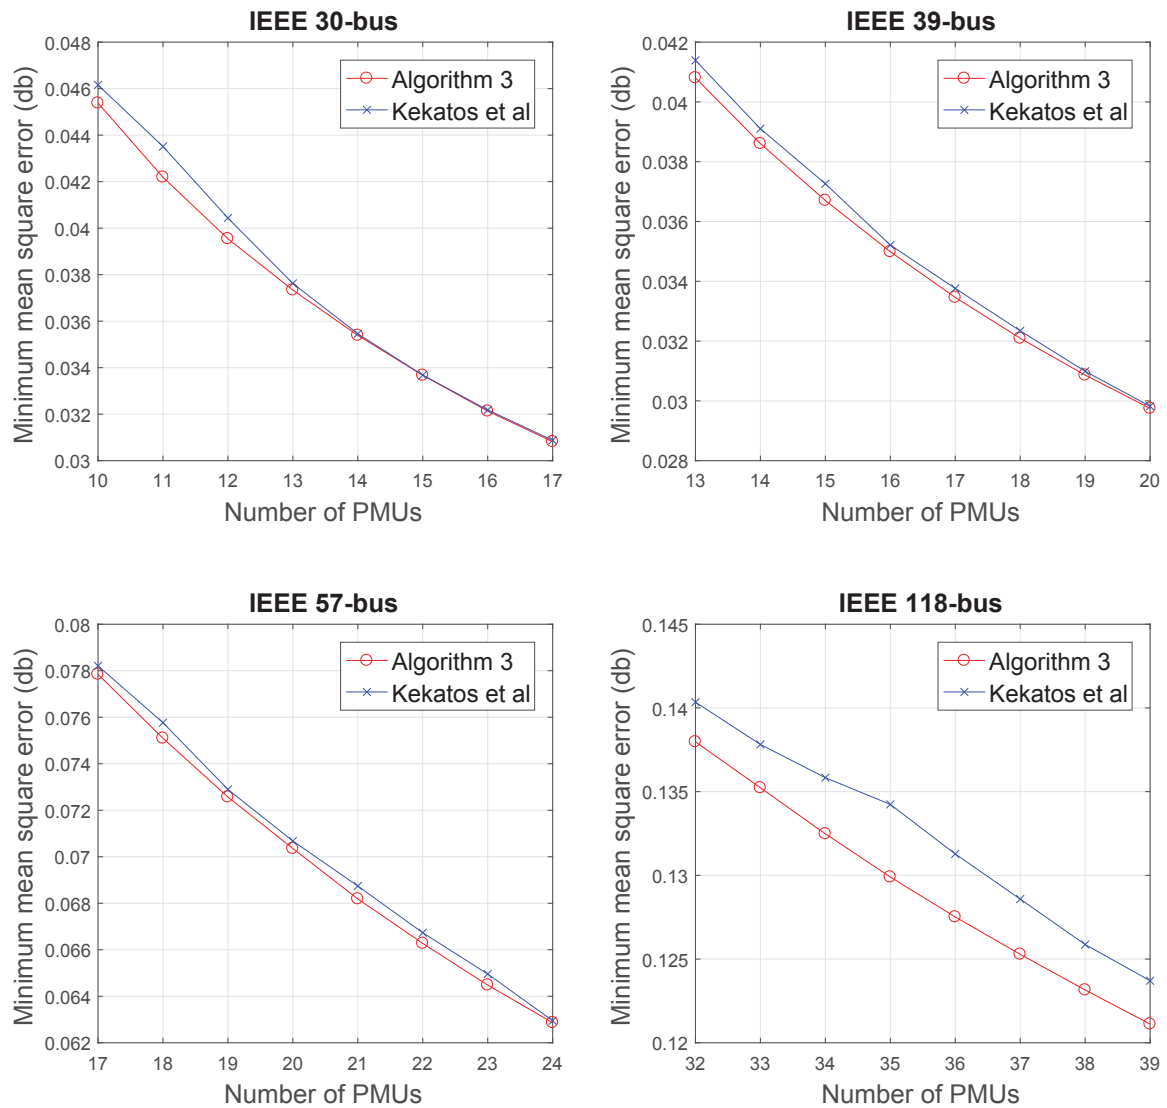 IEEE 30-bus
Minimum mean square error (db)
0.048
0.046
0.044
0.042
0.04
0.038
0.036
0.034
0.032
0.03
Algorithm 3
Kekatos et al
10 11 12 13 14 15 16 17
Number of PMUs
IEEE 39-bus
Minimum mean square error (db)
0.042
0.04
0.038
0.036
0.034
0.032
0.03
0.028
Algorithm 3
Kekatos et al
13 14 15 16 17 18 19 20
Number of PMUs
IEEE 57-bus
Minimum mean square error (db)
0.08
0.078
0.076
0.074
0.072
0.07
0.068
0.066
0.064
0.062
Algorithm 3
Kekatos et al
17 18 19 20 21 22 23 24
Number of PMUs
IEEE 118-bus
Minimum mean square error (db)
0.145
0.14
0.135
0.13
0.125
0.12
Algorithm 3
Kekatos et al
32 33 34 35 36 37 38 39
Number of PMUs